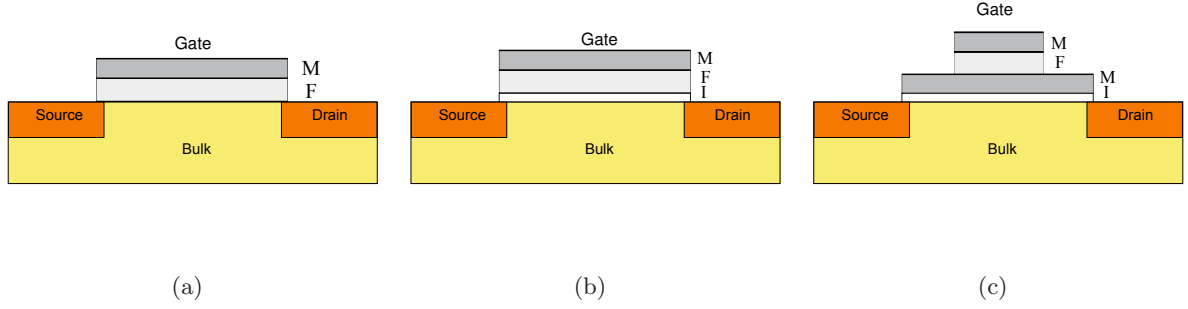 Gate
M
F
Source
Drain
Bulk
(a)
Gate
M
F
I
Source
Drain
Bulk
(b)
Gate
M
F
M
I
Source
Drain
Bulk
(c)